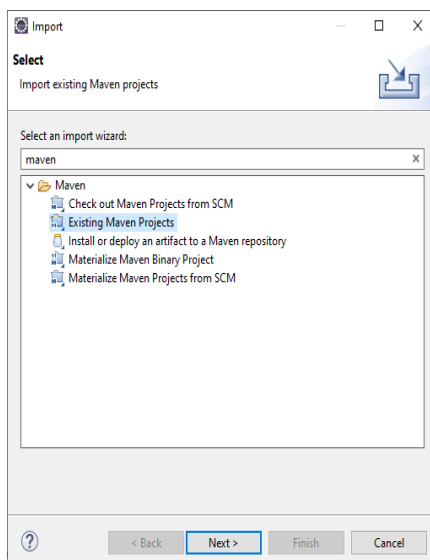 Import
Select
Import existing Maven projects
Select an import wizard:
maven
Maven
Check out Maven Projects from SCM
Existing Maven Projects
Install or deploy an artifact to a Maven repository
Materialize Maven Binary Project
Materialize Maven Projects from SCM
< Back Next > Finish Cancel